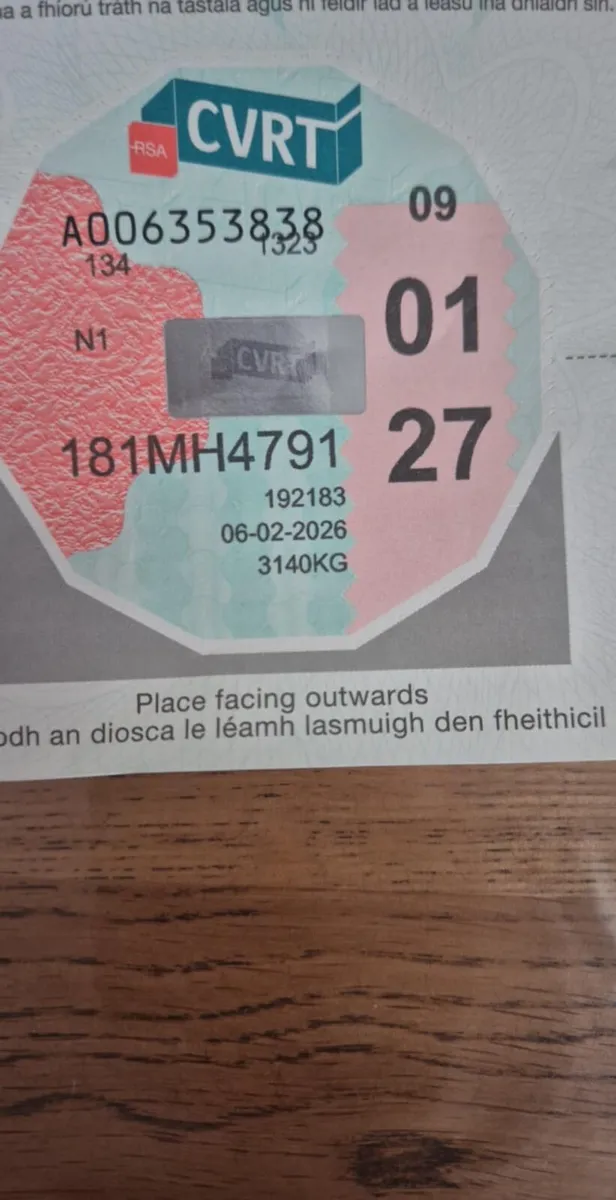 a fhíorú tráth na tástála agus ní féidir iad a leasú ina dhiaidh sin.
CVRT
RSA
09
A006353838
1323
134
01
N1
CVRT
27
181MH4791
192183
06-02-2026
3140KG
Place facing outwards
an diosca le léamh lasmuigh den fheithicil